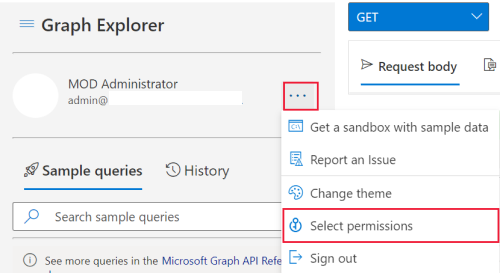 Graph Explorer
GET
MOD Administrator
admin@
...
Request body
Get a sandbox with sample data
Report an Issue
Sample queries
History
Change theme
Search sample queries
Select permissions
See more queries in the Microsoft Graph API Refe
Sign out